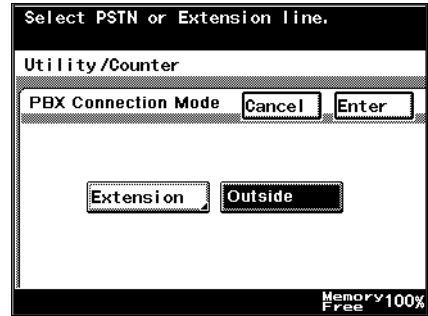 Select PSTN or Extension line.
Utility/Counter
PBX Connection Mode Cancel Enter
Extension Outside
Memory Free 100%